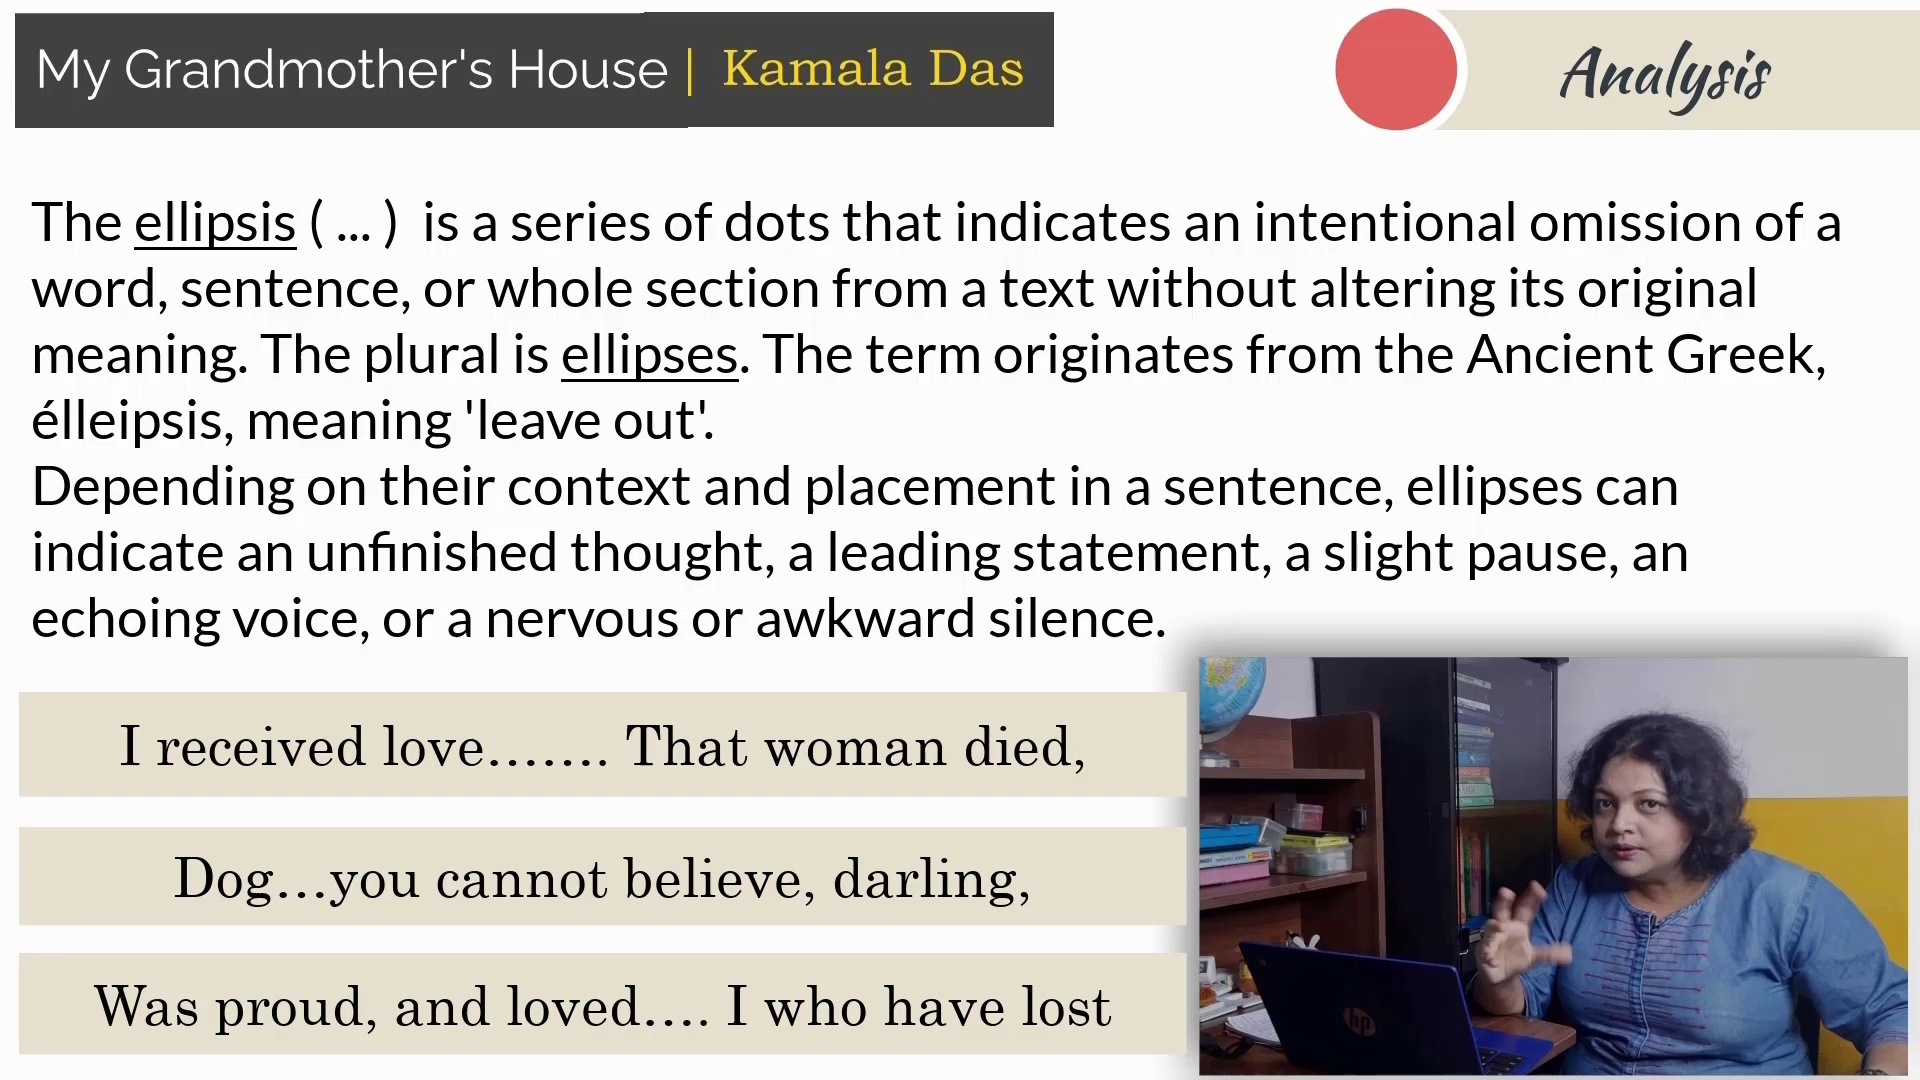 My Grandmother's House | Kamala Das
Analysis
The ellipsis ( ... ) is a series of dots that indicates an intentional omission of a
word, sentence, or whole section from a text without altering its original
meaning. The plural is ellipses. The term originates from the Ancient Greek,
élleipsis, meaning 'leave out'.
Depending on their context and placement in a sentence, ellipses can
indicate an unfinished thought, a leading statement, a slight pause, an
echoing voice, or a nervous or awkward silence.
I received love……. That woman died,
Dog…you cannot believe, darling,
Was proud, and loved…. I who have lost
hp